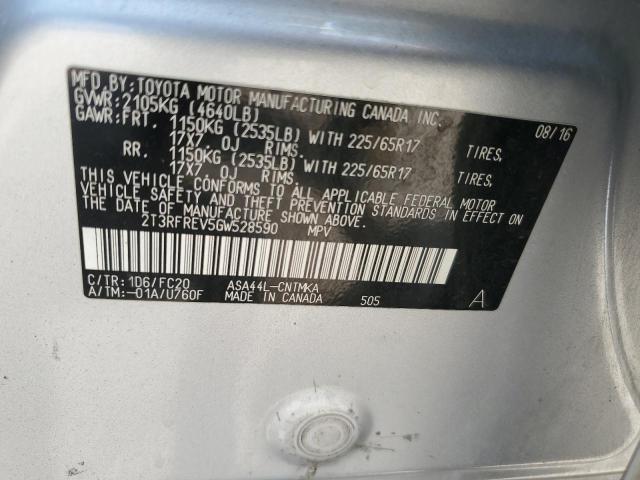 MFD BY: TOYOTA MOTOR MANUFACTURING CANADA INC.
GVWR: 2105KG (4640LB) 08/16
GAWR: FRT. 1150KG (2535LB) WITH 225/65R17 TIRES,
17X7. 0J RIMS.
RR. 1150KG (2535LB) WITH 225/65R17 TIRES,
17X7. 0J RIMS.
THIS VEHICLE CONFORMS TO ALL APPLICABLE FEDERAL MOTOR
VEHICLE SAFETY AND THEFT PREVENTION STANDARDS IN EFFECT ON
THE DATE OF MANUFACTURE SHOWN ABOVE.
2T3RFREV5GW528590 MPV
C/TR: 1D6/FC20 ASA44L-CNTMKA
A/TM:-01A/U760F MADE IN CANADA 505 A